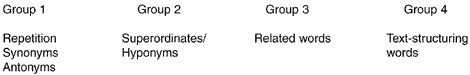 Group 1 Group 2 Group 3 Group 4
Repetition Superordinates/ Related words Text-structuring
Synonyms Hyponyms words
Antonyms